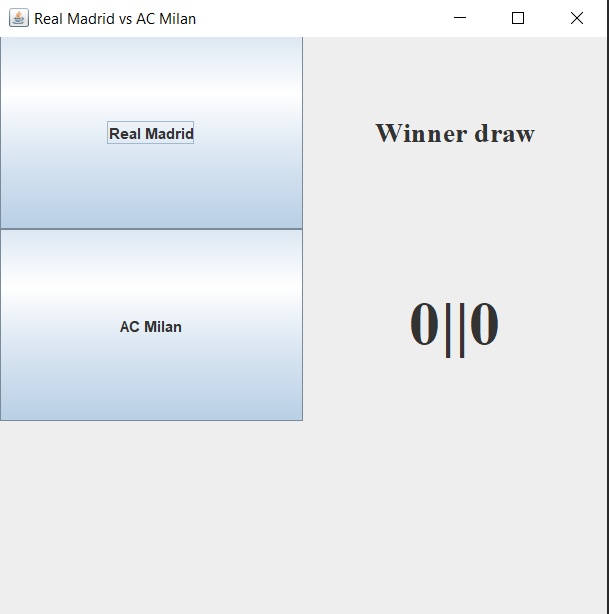 Real Madrid vs AC Milan
Real Madrid
Winner draw
AC Milan
0||0